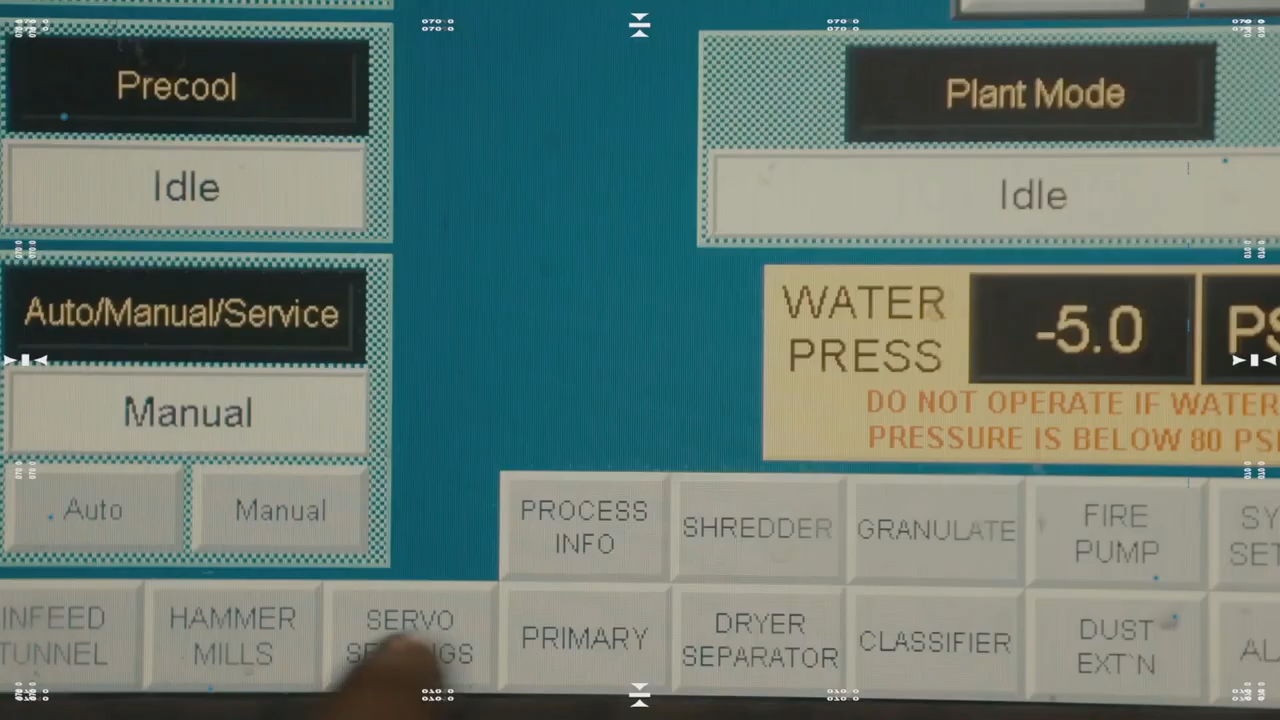 Precool
Idle
Plant Mode
Idle
Auto/Manual/Service
Manual
Auto
Manual
WATER
PRESS
-5.0
DO NOT OPERATE IF WATER
PRESSURE IS BELOW 80 PSI
PROCESS
INFO
SHREDDER
GRANULATE
FIRE
PUMP
INFEED
TUNNEL
HAMMER
MILLS
SERVO
PRIMARY
DRYER
SEPARATOR
CLASSIFIER
DUST
EXT`N